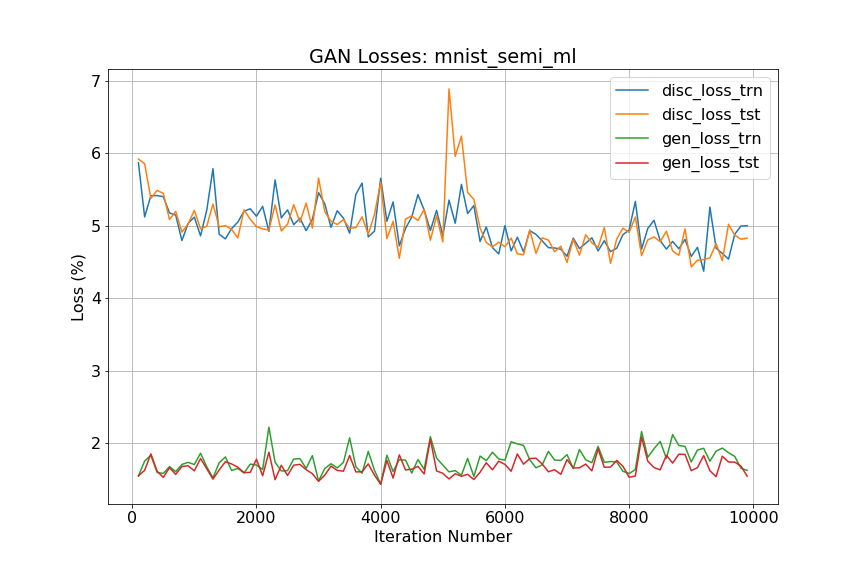 GAN Losses: mnist_semi_ml
disc_loss_trn
disc_loss_tst
gen_loss_trn
gen_loss_tst
7
6
5
4
3
2
Loss (%)
0 2000 4000 6000 8000 10000
Iteration Number